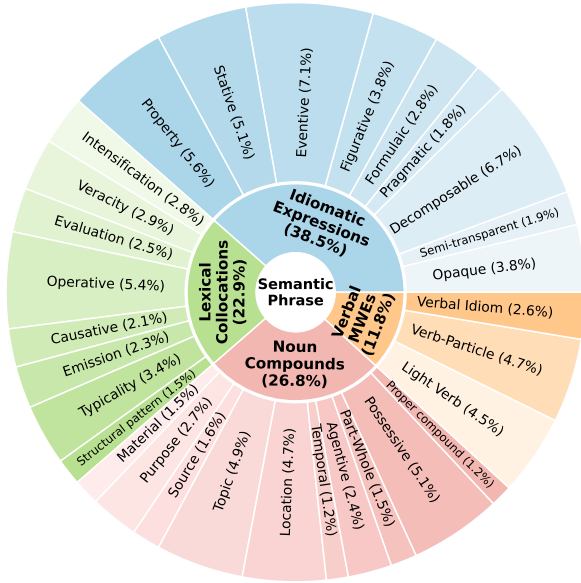 Semantic
Phrase
Idiomatic
Expressions
(38.5%)
Property (5.6%)
Stative (5.1%)
Eventive (7.1%)
Figurative (3.8%)
Formulaic (2.8%)
Pragmatic (1.8%)
Decomposable (6.7%)
Semi-transparent (1.9%)
Opaque (3.8%)
Verbal
MWEs
(11.8%)
Verbal Idiom (2.6%)
Verb-Particle (4.7%)
Light Verb (4.5%)
Noun
Compounds
(26.8%)
Proper compound (1.2%)
Possessive (5.1%)
Part-Whole (1.5%)
Agentive (2.4%)
Temporal (1.2%)
Location (4.7%)
Topic (4.9%)
Source (1.6%)
Purpose (2.7%)
Material (1.5%)
Lexical
Collocations
(22.9%)
Structural pattern (1.5%)
Typicality (3.4%)
Emission (2.3%)
Causative (2.1%)
Operative (5.4%)
Evaluation (2.5%)
Veracity (2.9%)
Intensification (2.8%)